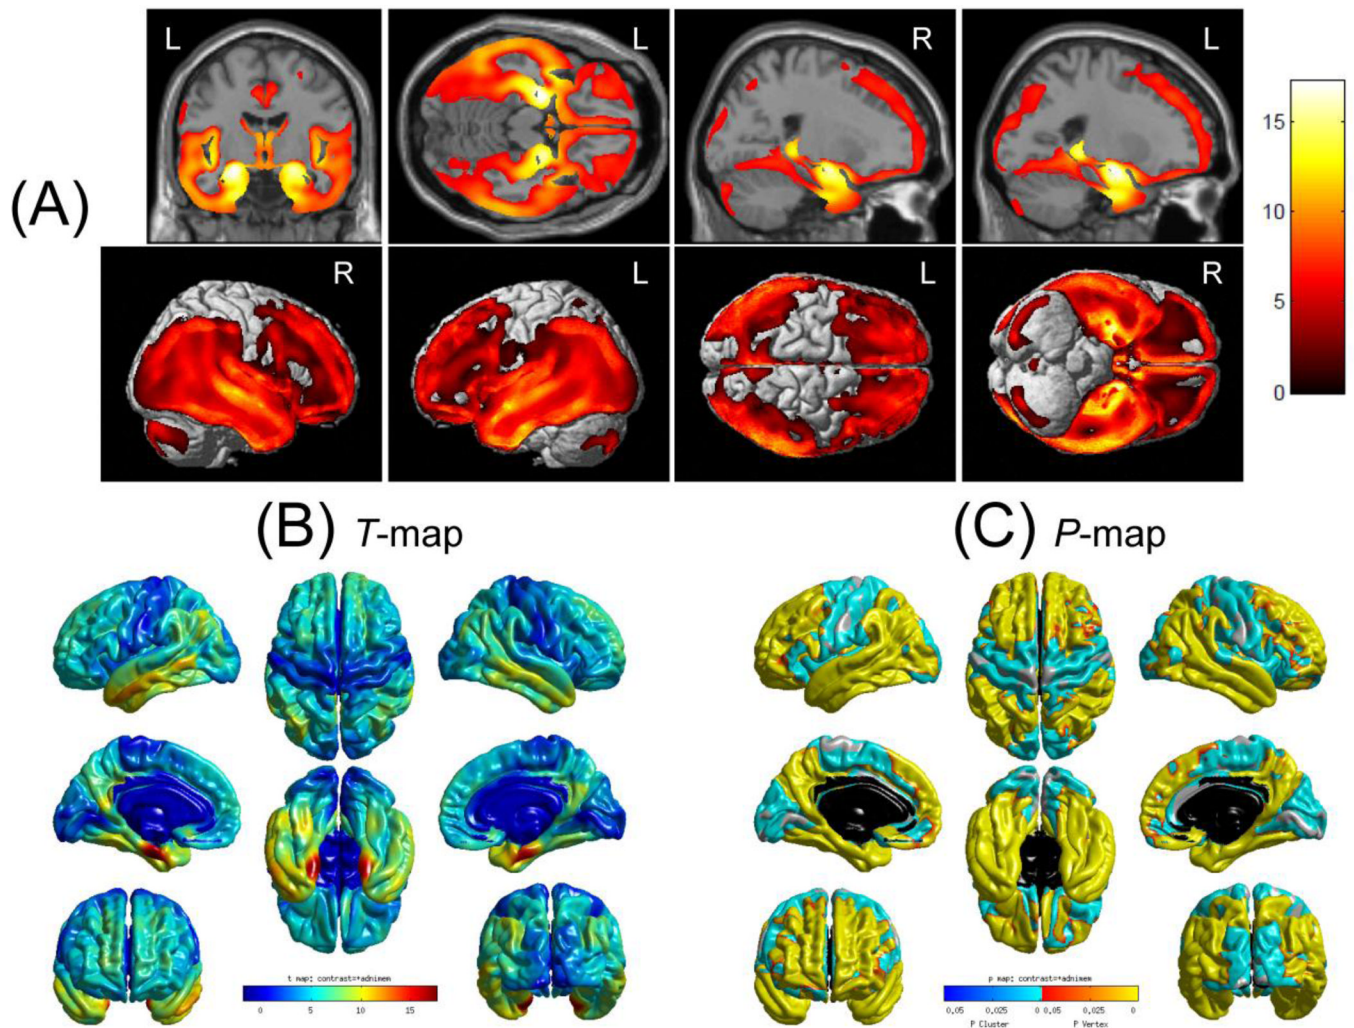 L
L
R
L
(A)
15
10
5
0
R
L
L
R
(B) T-map
(C) P-map
t map: contrast=+adnimem
0 5 10 15
p map: contrast=+adnimem
0.05 0.025 0 0.05 0.025 0
P Cluster P Vertex